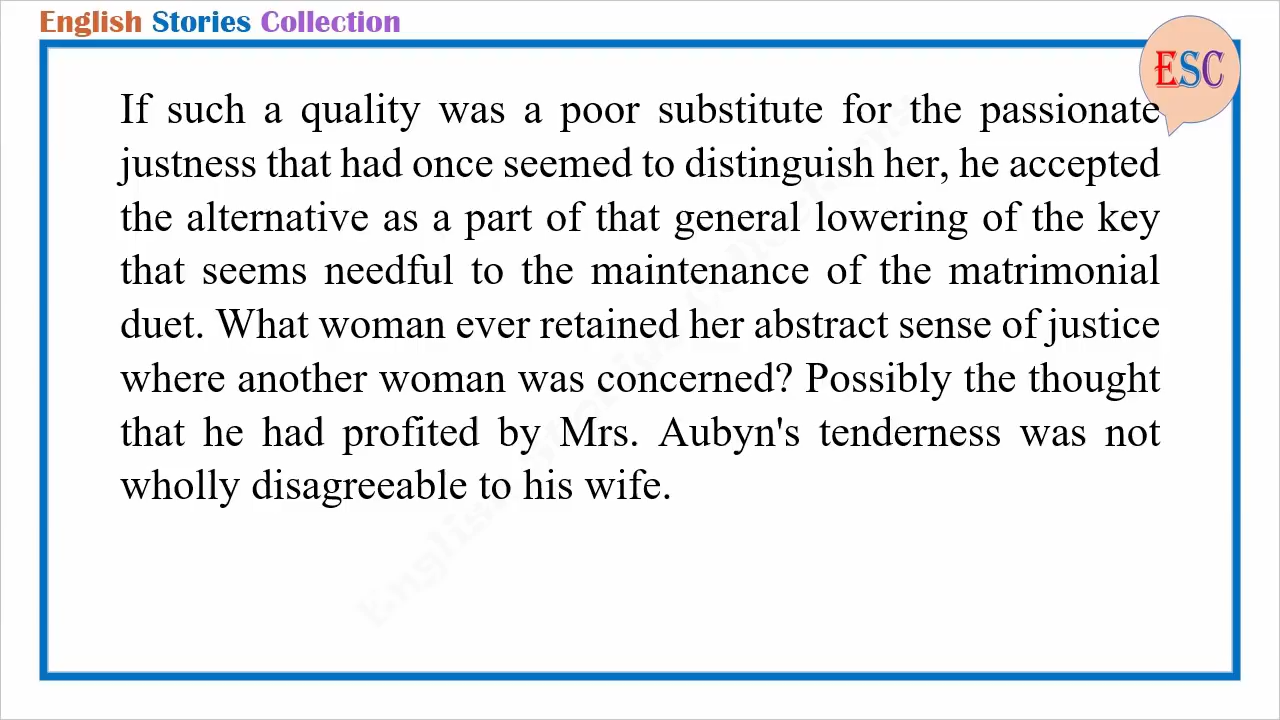 English Stories Collection
ESC
If such a quality was a poor substitute for the passionate
justness that had once seemed to distinguish her, he accepted
the alternative as a part of that general lowering of the key
that seems needful to the maintenance of the matrimonial
duet. What woman ever retained her abstract sense of justice
where another woman was concerned? Possibly the thought
that he had profited by Mrs. Aubyn's tenderness was not
wholly disagreeable to his wife.